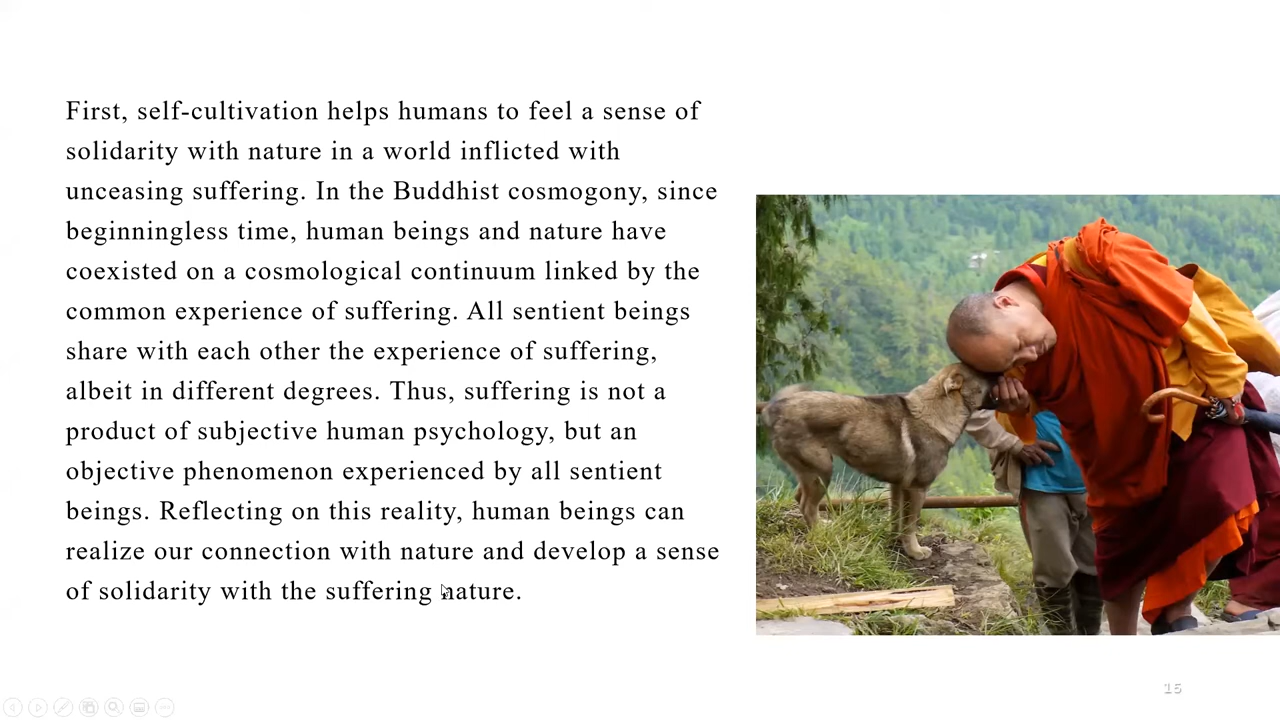 First, self-cultivation helps humans to feel a sense of
solidarity with nature in a world inflicted with
unceasing suffering. In the Buddhist cosmogony, since
beginningless time, human beings and nature have
coexisted on a cosmological continuum linked by the
common experience of suffering. All sentient beings
share with each other the experience of suffering,
albeit in different degrees. Thus, suffering is not a
product of subjective human psychology, but an
objective phenomenon experienced by all sentient
beings. Reflecting on this reality, human beings can
realize our connection with nature and develop a sense
of solidarity with the suffering nature.
15